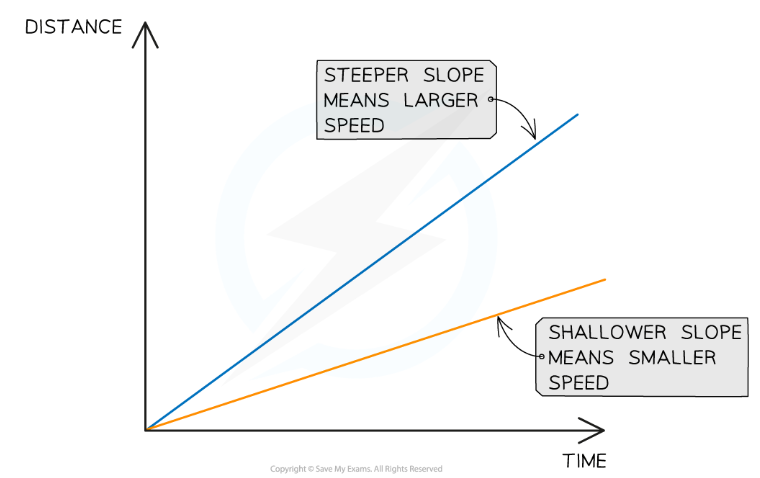 DISTANCE
STEEPER SLOPE
MEANS LARGER
SPEED
SHALLOWER SLOPE
MEANS SMALLER
SPEED
TIME
Copyright © Save My Exams. All Rights Reserved